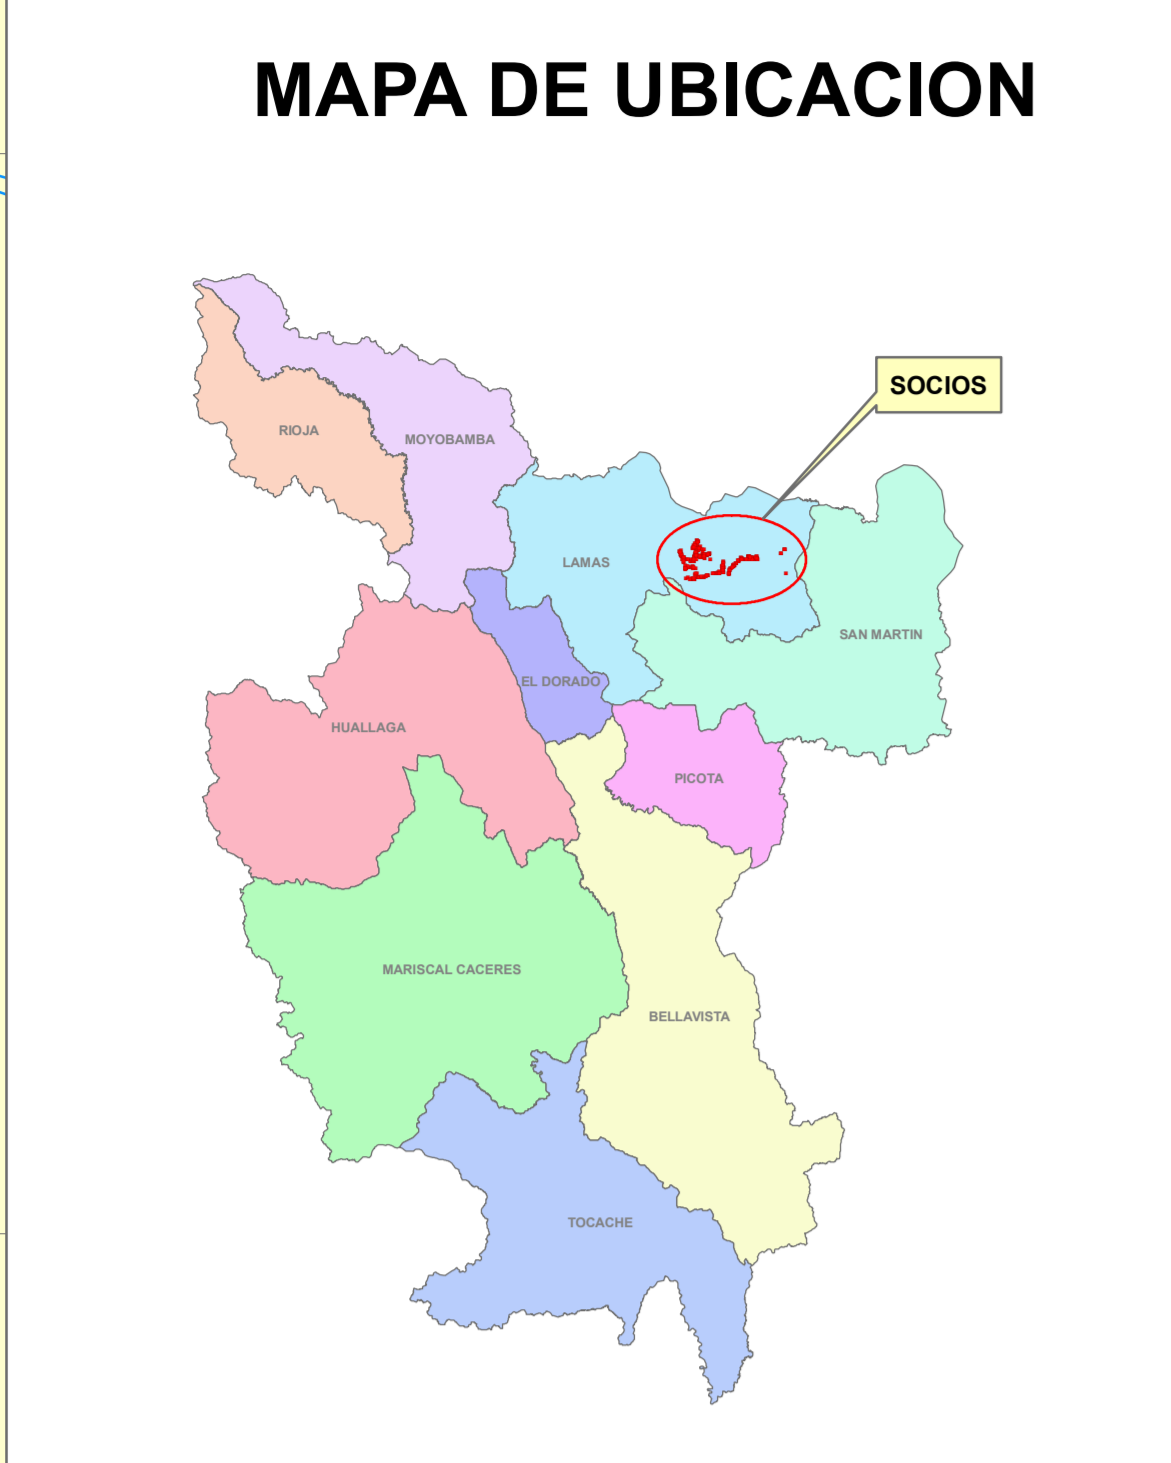 MAPA DE UBICACION
SOCIOS
RIOJA
MOYOBAMBA
LAMAS
SAN MARTIN
EL DORADO
HUALLAGA
PICOTA
MARISCAL CACERES
BELLAVISTA
TOCACHE